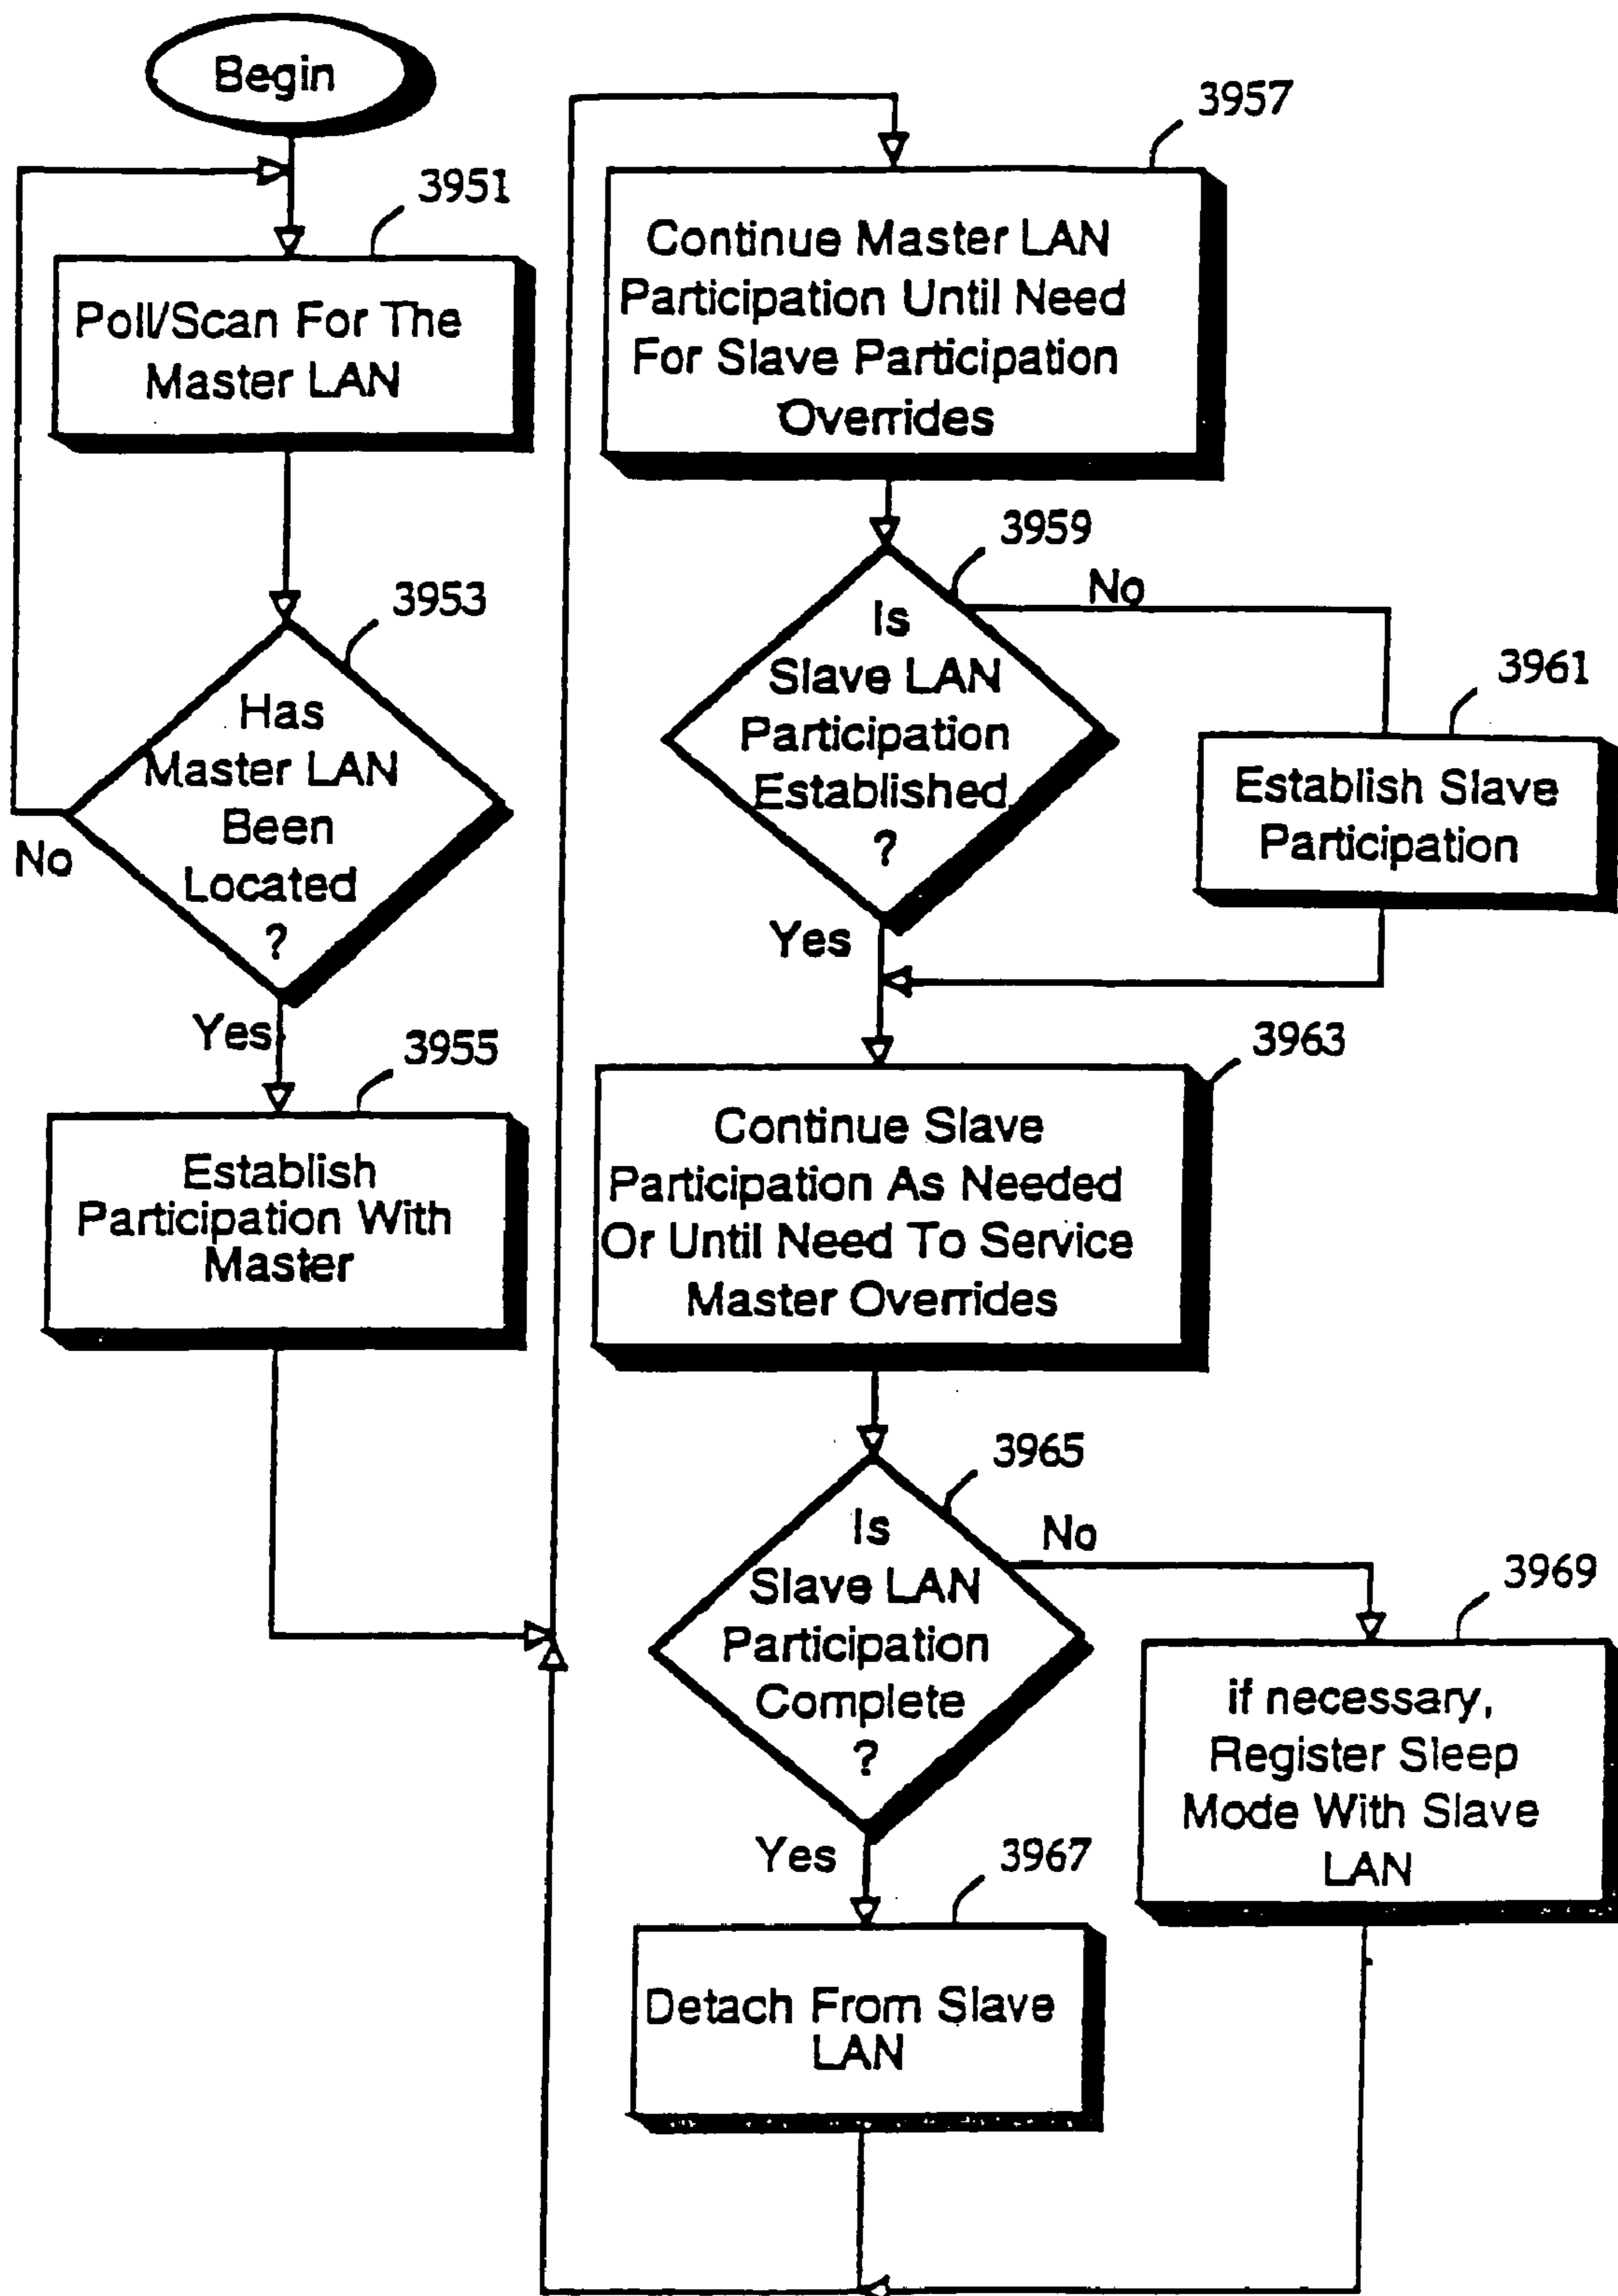 Begin
3951
Poll/Scan For The
Master LAN
3953
Has
Master LAN
Been
Located
?
No
Yes
3955
Establish
Participation With
Master
3957
Continue Master LAN
Participation Until Need
For Slave Participation
Overrides
3959
Is
Slave LAN
Participation
Established
?
No
3961
Establish Slave
Participation
Yes
3963
Continue Slave
Participation As Needed
Or Until Need To Service
Master Overrides
3965
Is
Slave LAN
Participation
Complete
?
No
3969
if necessary,
Register Sleep
Mode With Slave
LAN
Yes
3967
Detach From Slave
LAN